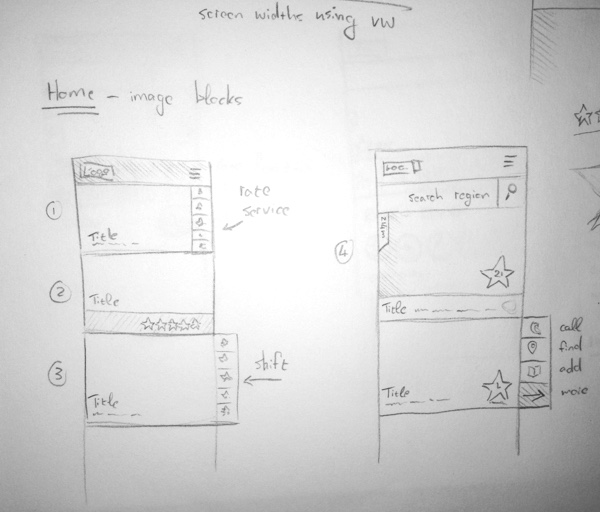 screen widths using vw
Home - image blocks
Logo
1
Title
rate
service
2
Title
3
Title
shift
4
search region
Title
Title
call
find
add
more